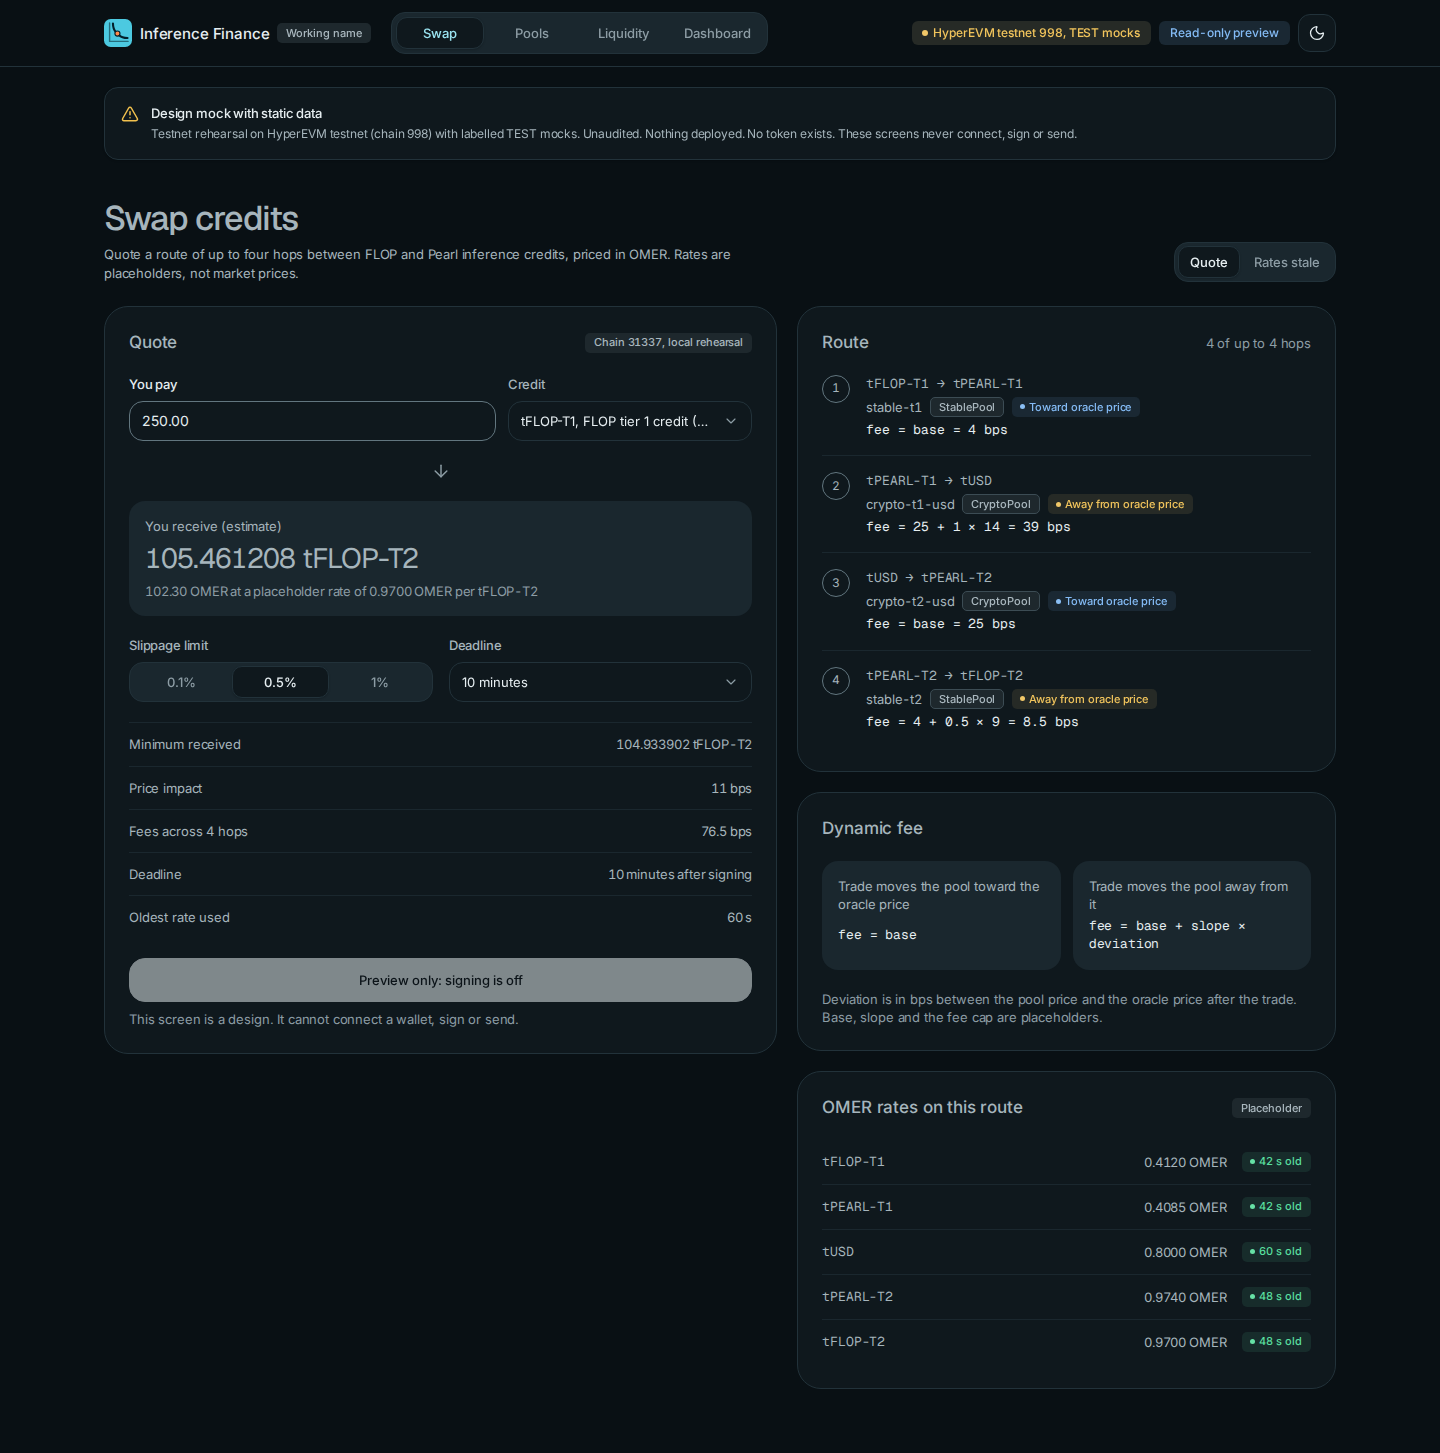 Inference Finance
Working name
Swap
Pools
Liquidity
Dashboard
HyperEVM testnet 998, TEST mocks
Read-only preview
Design mock with static data
Testnet rehearsal on HyperEVM testnet (chain 998) with labelled TEST mocks. Unaudited. Nothing deployed. No token exists. These screens never connect, sign or send.
Swap credits
Quote a route of up to four hops between FLOP and Pearl inference credits, priced in OMER. Rates are
placeholders, not market prices.
Quote
Rates stale
Quote
Chain 31337, local rehearsal
You pay
Credit
250.00
tFLOP-T1, FLOP tier 1 credit (...
You receive (estimate)
105.461208 tFLOP-T2
102.30 OMER at a placeholder rate of 0.9700 OMER per tFLOP-T2
Slippage limit
Deadline
0.1%
0.5%
1%
10 minutes
Minimum received
104.933902 tFLOP-T2
Price impact
11 bps
Fees across 4 hops
76.5 bps
Deadline
10 minutes after signing
Oldest rate used
60 s
Preview only: signing is off
This screen is a design. It cannot connect a wallet, sign or send.
Route
4 of up to 4 hops
1
tFLOP-T1 → tPEARL-T1
stable-t1 StablePool Toward oracle price
fee = base = 4 bps
2
tPEARL-T1 → tUSD
crypto-t1-usd CryptoPool Away from oracle price
fee = 25 + 1 × 14 = 39 bps
3
tUSD → tPEARL-T2
crypto-t2-usd CryptoPool Toward oracle price
fee = base = 25 bps
4
tPEARL-T2 → tFLOP-T2
stable-t2 StablePool Away from oracle price
fee = 4 + 0.5 × 9 = 8.5 bps
Dynamic fee
Trade moves the pool toward the
oracle price
fee = base
Trade moves the pool away from
it
fee = base + slope ×
deviation
Deviation is in bps between the pool price and the oracle price after the trade.
Base, slope and the fee cap are placeholders.
OMER rates on this route
Placeholder
tFLOP-T1 0.4120 OMER 42 s old
tPEARL-T1 0.4085 OMER 42 s old
tUSD 0.8000 OMER 60 s old
tPEARL-T2 0.9740 OMER 48 s old
tFLOP-T2 0.9700 OMER 48 s old